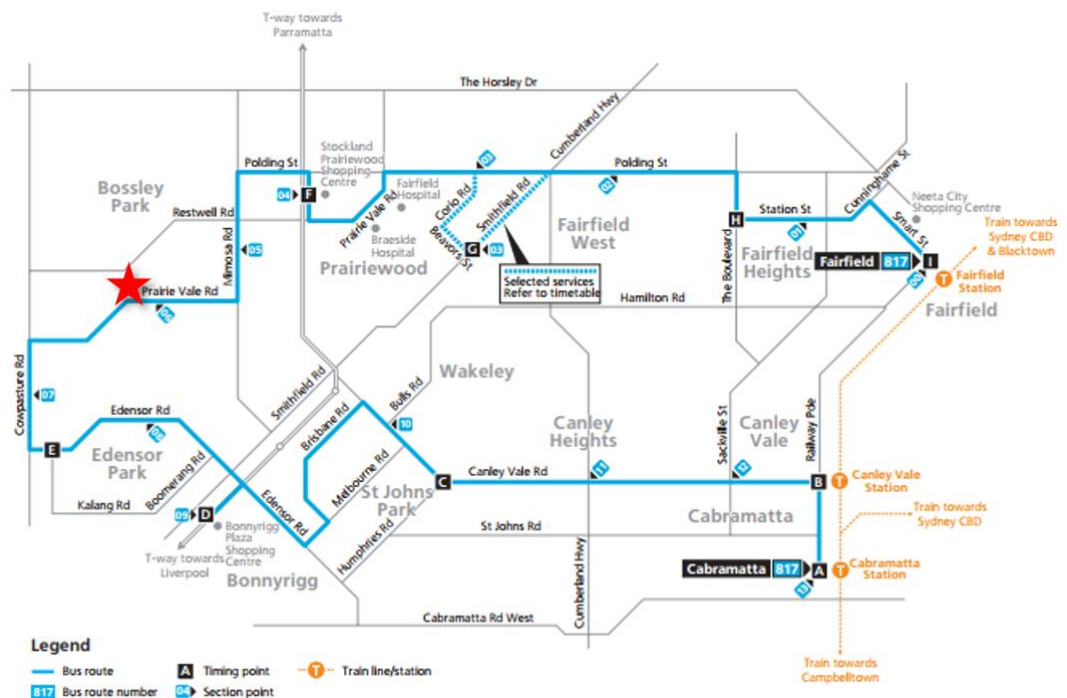 T-way towards
Parramatta
The Horsley Dr
Cumberland Hwy
Polding St
Stockland
Prairiewood
Shopping
Centre
03
Polding St
Cunninghame St
Bossley
Park
04
F
Fairfield
Hospital
Corlo Rd
Smithfield Rd
02
Neeta City
Shopping Centre
Restwell Rd
Prairie Vale Rd
Beavors St
Fairfield
West
H
Station St
Smart St
Train towards
Sydney CBD
& Blacktown
Mimosa Rd
05
Braeside
Hospital
Prairiewood
G
03
01
The Boulevard
Fairfield
Heights
Fairfield
817
I
Selected services
Refer to timetable
00
T
Fairfield
Station
Prairie Vale Rd
06
Hamilton Rd
Fairfield
Cowpasture Rd
07
Smithfield Rd
Wakeley
Bulls Rd
Edensor Rd
08
Brisbane Rd
10
Canley
Heights
Sackville St
Canley
Vale
Railway Pde
E
Edensor
Park
Boomerang Rd
Melbourne Rd
C
Canley Vale Rd
11
12
B
T
Canley Vale
Station
Kalang Rd
Edensor Rd
St Johns
Park
09
D
Bonnyrigg
Plaza
Shopping
Centre
St Johns Rd
Cabramatta
Train towards
Sydney CBD
T-way towards
Liverpool
Bonnyrigg
Humphries Rd
Cumberland Hwy
Cabramatta
817
A
T
Cabramatta
Station
13
Cabramatta Rd West
Legend
Bus route
A
Timing point
T
Train line/station
817
Bus route number
04
Section point
Train towards
Campbelltown